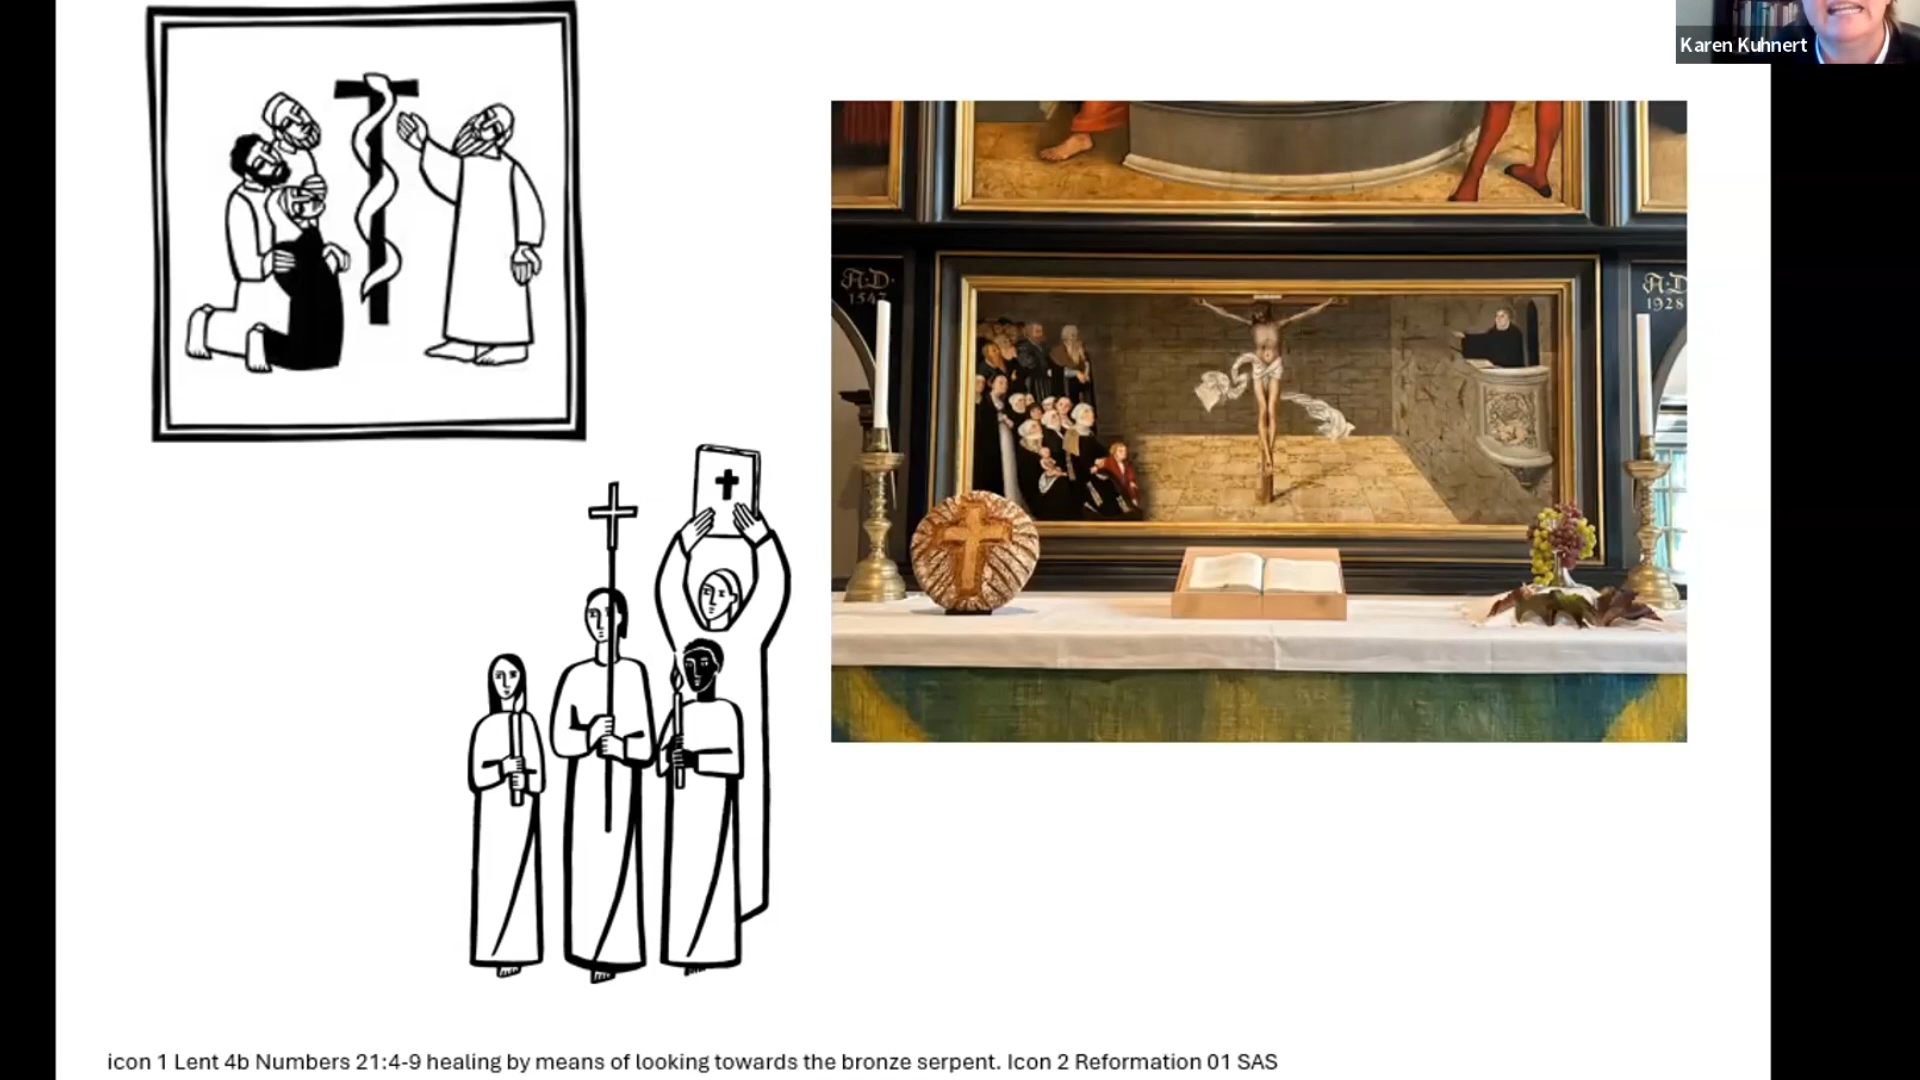 Karen Kuhnert
A.D.
1547
A.D
1928
icon 1 Lent 4b Numbers 21:4-9 healing by means of looking towards the bronze serpent. Icon 2 Reformation 01 SAS